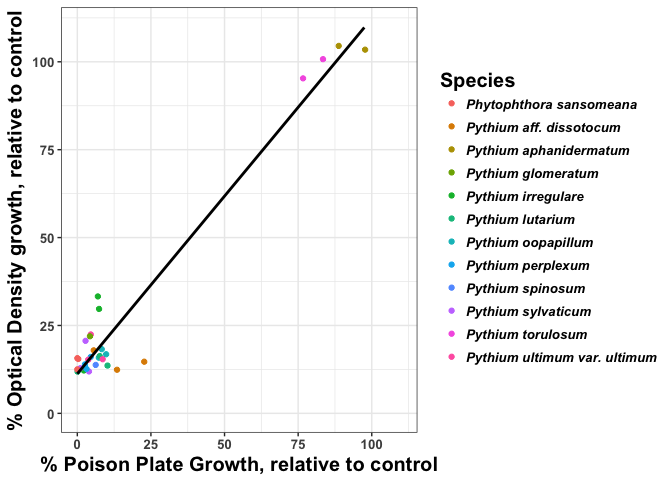 % Optical Density growth, relative to control
100
75
50
25
0
0 25 50 75 100
% Poison Plate Growth, relative to control
Species
Phytophthora sansomeana
Pythium aff. dissotocum
Pythium aphanidermatum
Pythium glomeratum
Pythium irregulare
Pythium lutarium
Pythium oopapillum
Pythium perplexum
Pythium spinosum
Pythium sylvaticum
Pythium torulosum
Pythium ultimum var. ultimum